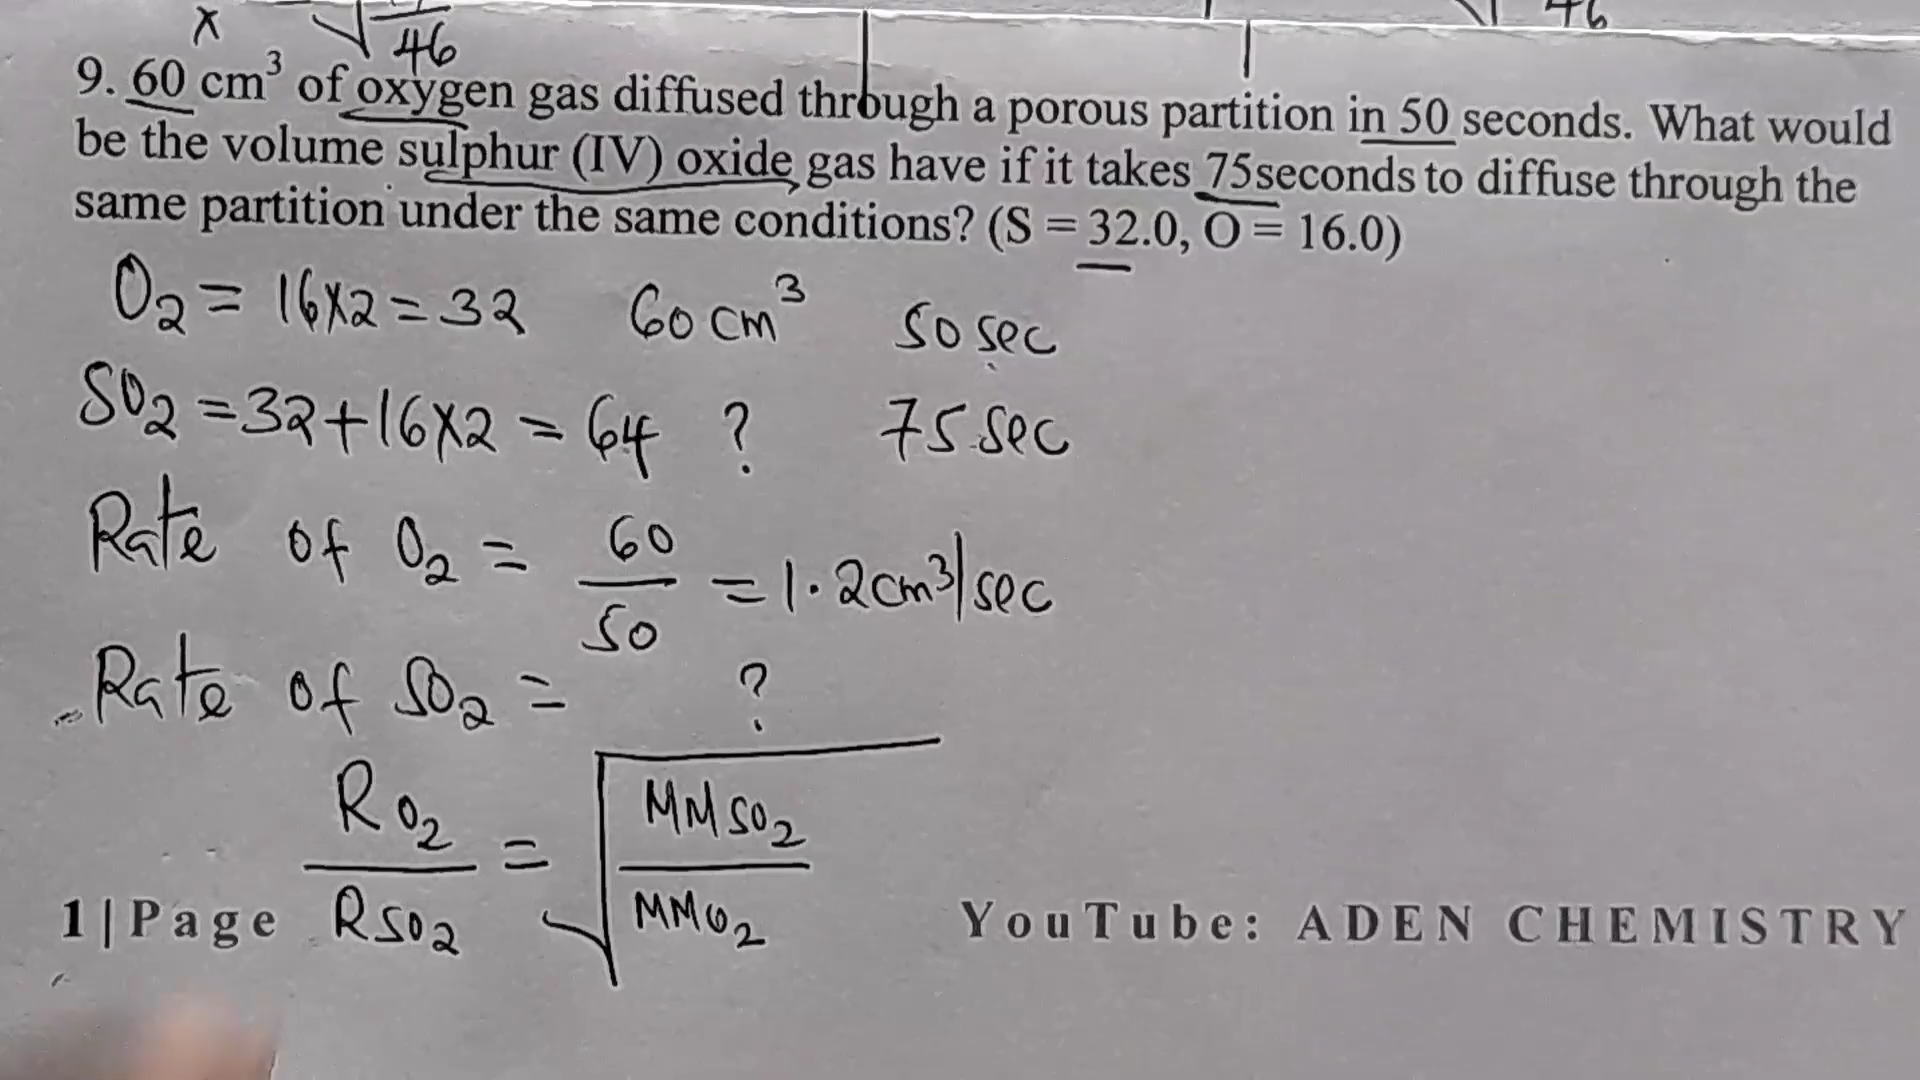 x √ 46 46
9. 60 cm³ of oxygen gas diffused through a porous partition in 50 seconds. What would
be the volume sulphur (IV) oxide gas have if it takes 75seconds to diffuse through the
same partition under the same conditions? (S = 32.0, O = 16.0)
O₂ = 16x2 = 32 60 cm³ 50 sec
SO₂ = 32+16x2 = 64 ? 75 sec
Rate of O₂ = 60/50 = 1.2cm³/sec
Rate of SO₂ = ?
RO₂/RSO₂ = √MMSO₂/MMO₂
1|Page YouTube: ADEN CHEMISTRY